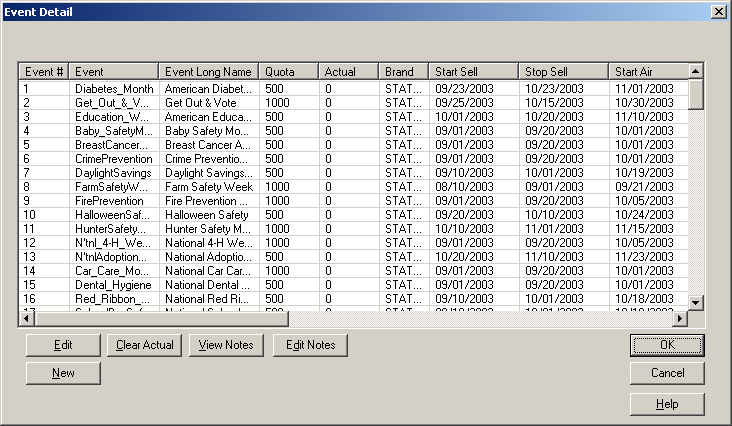 Event Detail
Event # Event Event Long Name Quota Actual Brand Start Sell Stop Sell Start Air
1 Diabetes_Month American Diabet... 500 0 STAT... 09/23/2003 10/23/2003 11/01/2003
2 Get_Out_&_V... Get Out & Vote 1000 0 STAT... 09/25/2003 10/15/2003 10/30/2003
3 Education_W... American Educa... 500 0 STAT... 10/01/2003 10/20/2003 11/10/2003
4 Baby_SafetyM... Baby Safety Mo... 500 0 STAT... 09/01/2003 09/20/2003 10/01/2003
5 BreastCancer... Breast Cancer A... 500 0 STAT... 09/01/2003 09/20/2003 10/01/2003
6 CrimePrevention Crime Preventio... 500 0 STAT... 09/01/2003 09/20/2003 10/01/2003
7 DaylightSavings Daylight Savings... 500 0 STAT... 09/10/2003 10/01/2003 10/19/2003
8 FarmSafetyW... Farm Safety Week 1000 0 STAT... 08/10/2003 09/01/2003 09/21/2003
9 FirePrevention Fire Prevention ... 1000 0 STAT... 09/01/2003 09/20/2003 10/05/2003
10 HalloweenSaf... Halloween Safety 500 0 STAT... 09/20/2003 10/10/2003 10/24/2003
11 HunterSafety... Hunter Safety M... 1000 0 STAT... 10/10/2003 11/01/2003 11/15/2003
12 N'tnl_4-H_We... National 4-H We... 1000 0 STAT... 09/01/2003 09/20/2003 10/05/2003
13 N'tnlAdoption... National Adoptio... 500 0 STAT... 10/20/2003 11/10/2003 11/23/2003
14 Car_Care_Mo... National Car Car... 1000 0 STAT... 09/01/2003 09/20/2003 10/01/2003
15 Dental_Hygiene National Dental ... 500 0 STAT... 09/01/2003 09/20/2003 10/01/2003
16 Red_Ribbon_... National Red Ri... 500 0 STAT... 09/10/2003 10/01/2003 10/18/2003
Edit Clear Actual View Notes Edit Notes OK
New Cancel
Help